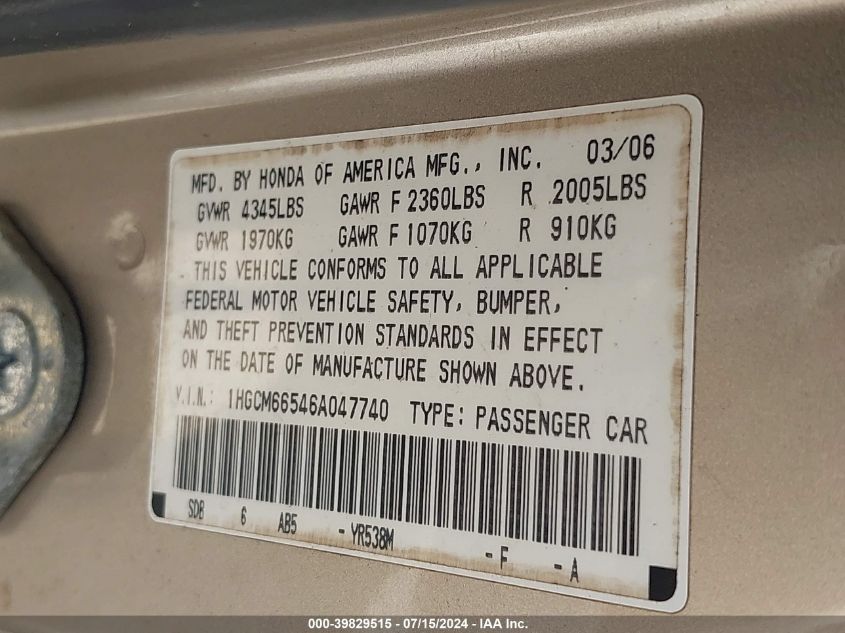 MFD. BY HONDA OF AMERICA MFG., INC. 03/06
GVWR 4345LBS GAWR F 2360LBS R 2005LBS
GVWR 1970KG GAWR F 1070KG R 910KG
THIS VEHICLE CONFORMS TO ALL APPLICABLE
FEDERAL MOTOR VEHICLE SAFETY, BUMPER,
AND THEFT PREVENTION STANDARDS IN EFFECT
ON THE DATE OF MANUFACTURE SHOWN ABOVE.
V.I.N.: 1HGCM66546A047740 TYPE: PASSENGER CAR
SDB 6 AB5 - YR538M - F - A
000-39829515 - 07/15/2024 - IAA Inc.